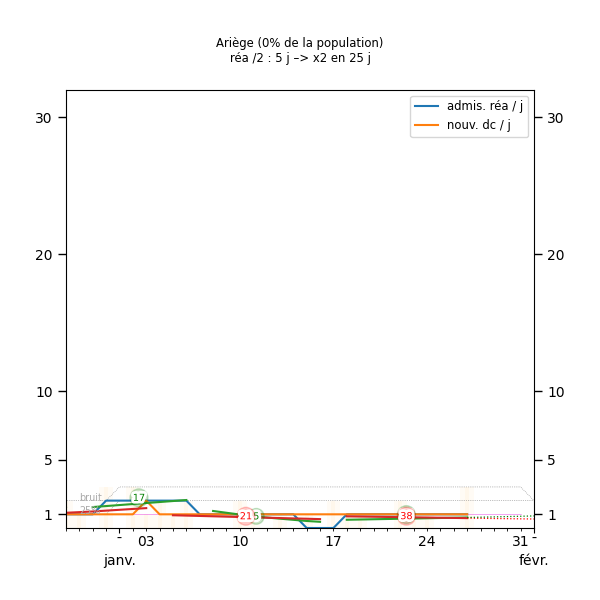 Ariège (0% de la population)
réa /2 : 5 j –> x2 en 25 j
admis. réa / j
nouv. dc / j
30 30
20 20
10 10
5 5
bruit
17
1 21 5 38 1
- 03 10 17 24 31 -
janv. févr.